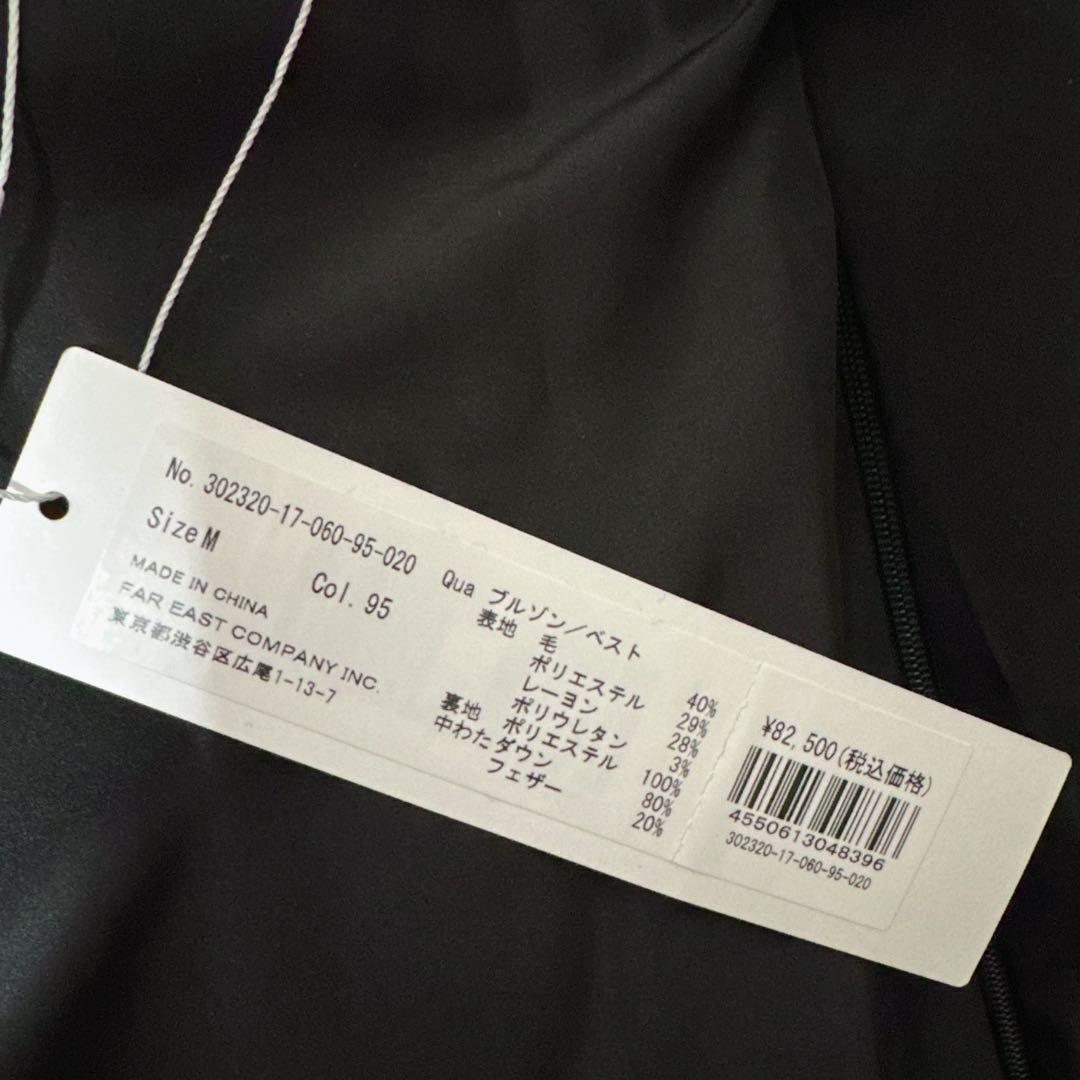 No. 302320-17-060-95-020
Size M
Col. 95
MADE IN CHINA
FAR EAST COMPANY INC.
東京都渋谷区広尾1-13-7
Qua ブルゾン／ベスト
表地 毛 40%
ポリエステル 29%
レーヨン 28%
ポリウレタン 3%
裏地 ポリエステル 100%
中わた ダウン 80%
フェザー 20%
¥82,500(税込価格)
4550613048396
302320-17-060-95-020